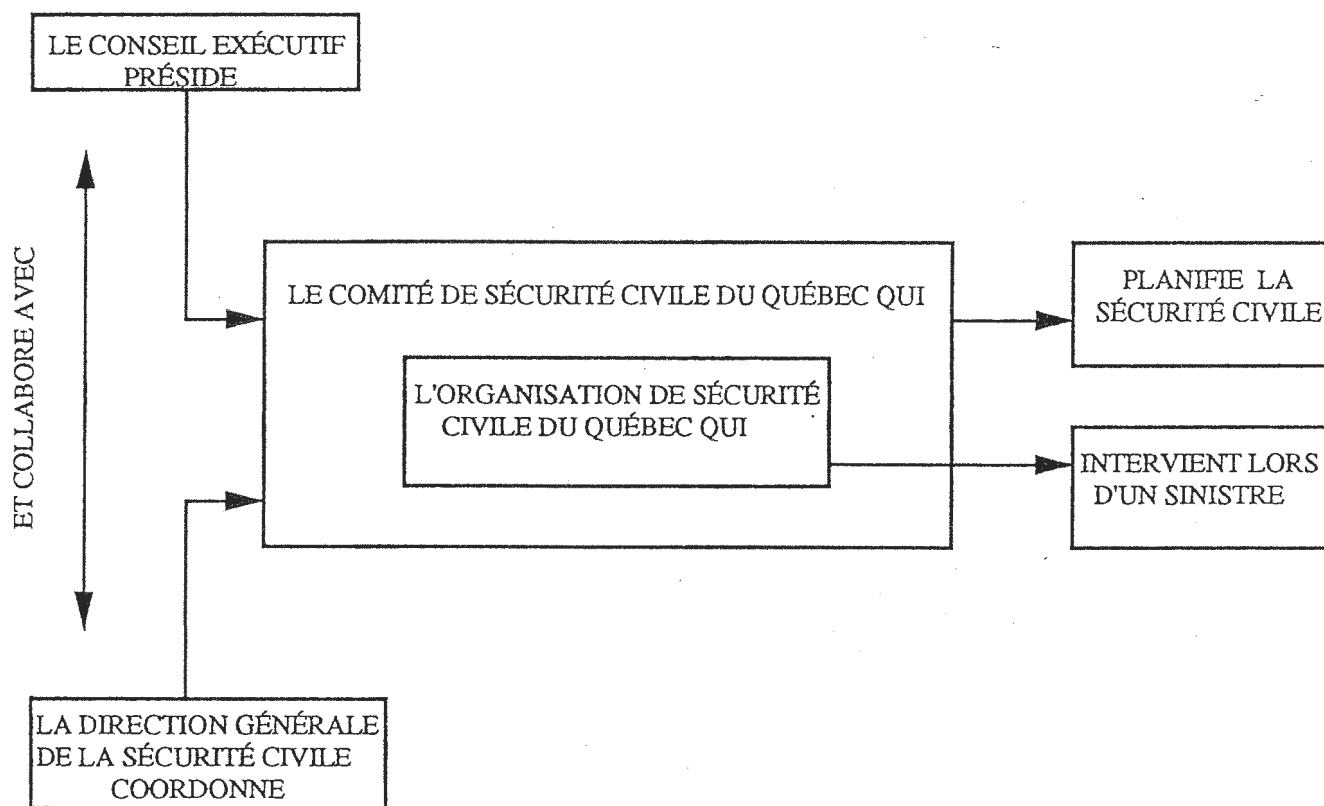 LE CONSEIL EXÉCUTIF
PRÉSIDE
ET COLLABORE AVEC
LE COMITÉ DE SÉCURITÉ CIVILE DU QUÉBEC QUI
L'ORGANISATION DE SÉCURITÉ
CIVILE DU QUÉBEC QUI
PLANIFIE LA
SÉCURITÉ CIVILE
INTERVIENT LORS
D'UN SINISTRE
LA DIRECTION GÉNÉRALE
DE LA SÉCURITÉ CIVILE
COORDONNE